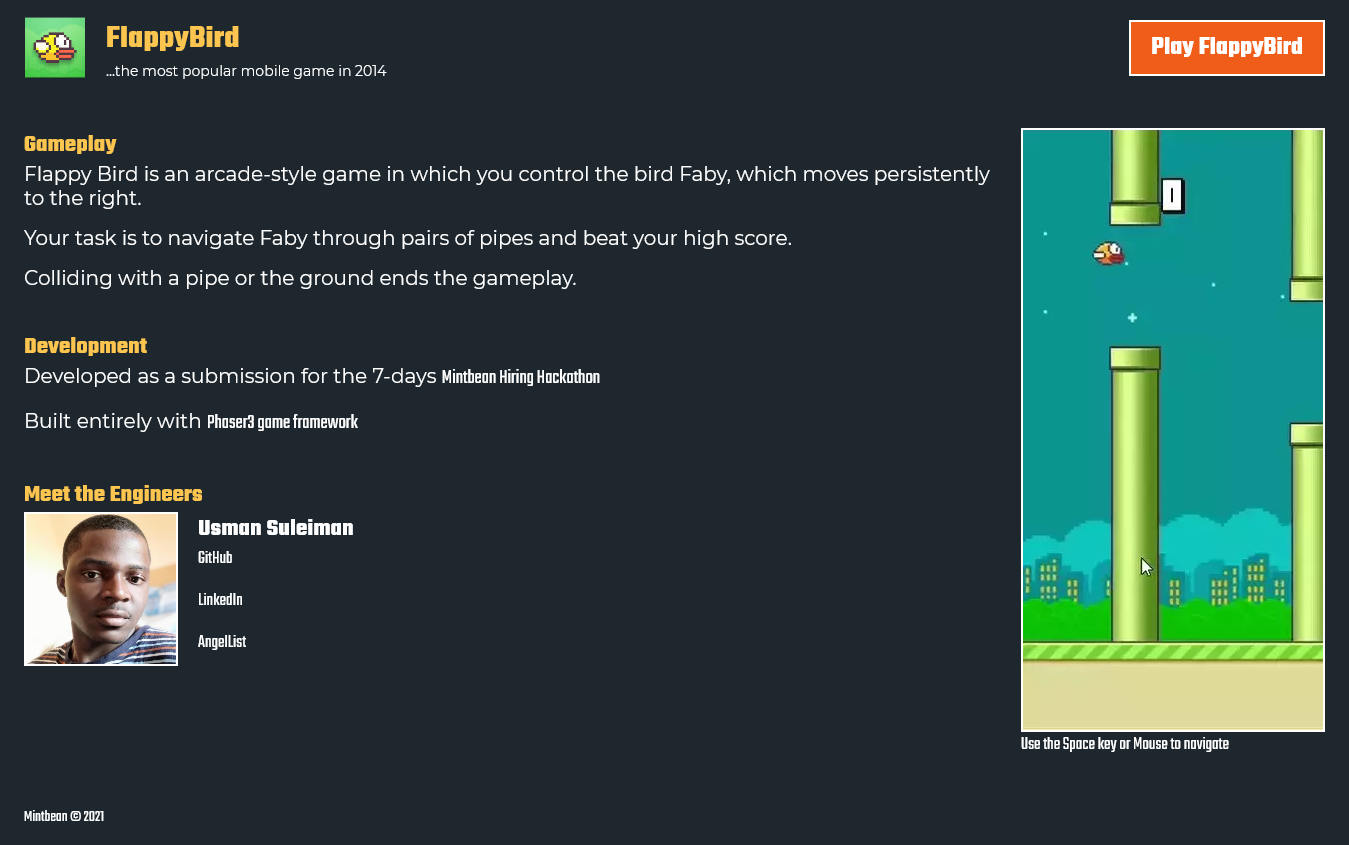 FlappyBird
...the most popular mobile game in 2014
Play FlappyBird
Gameplay
Flappy Bird is an arcade-style game in which you control the bird Faby, which moves persistently
to the right.
Your task is to navigate Faby through pairs of pipes and beat your high score.
Colliding with a pipe or the ground ends the gameplay.
Development
Developed as a submission for the 7-days Mintbean Hiring Hackathon
Built entirely with Phaser3 game framework
Meet the Engineers
Usman Suleiman
GitHub
LinkedIn
AngelList
1
Use the Space key or Mouse to navigate
Mintbean © 2021